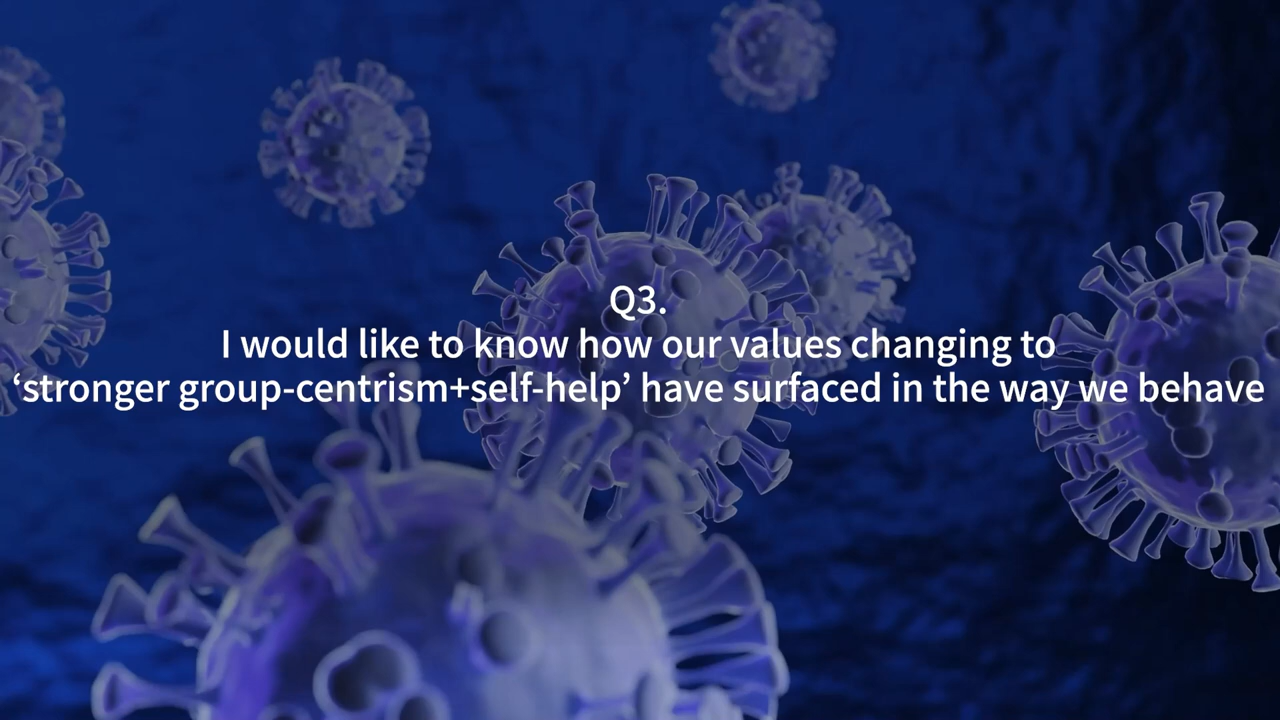 Q3.
I would like to know how our values changing to
‘stronger group-centrism+self-help’ have surfaced in the way we behave